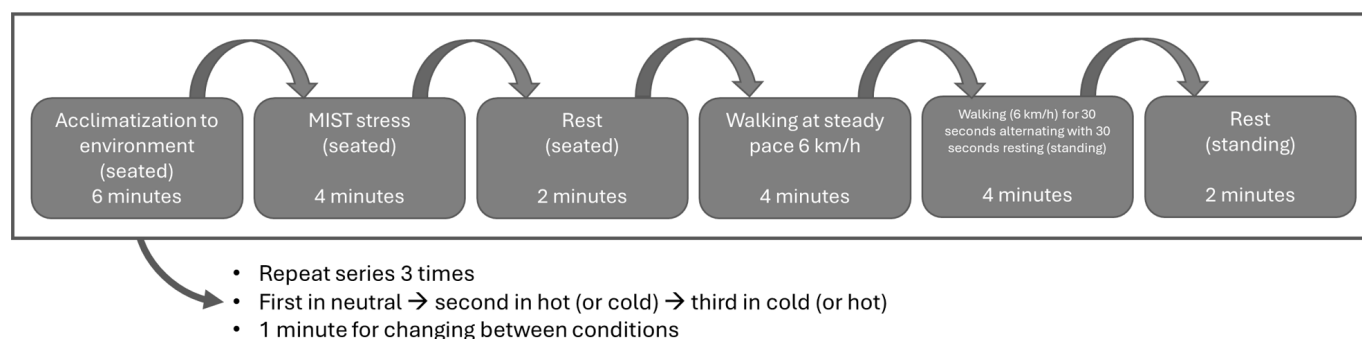 Acclimatization to
environment
(seated)
6 minutes
MIST stress
(seated)
4 minutes
Rest
(seated)
2 minutes
Walking at steady
pace 6 km/h
4 minutes
Walking (6 km/h) for 30
seconds alternating with 30
seconds resting (standing)
4 minutes
Rest
(standing)
2 minutes
• Repeat series 3 times
• First in neutral → second in hot (or cold) → third in cold (or hot)
• 1 minute for changing between conditions